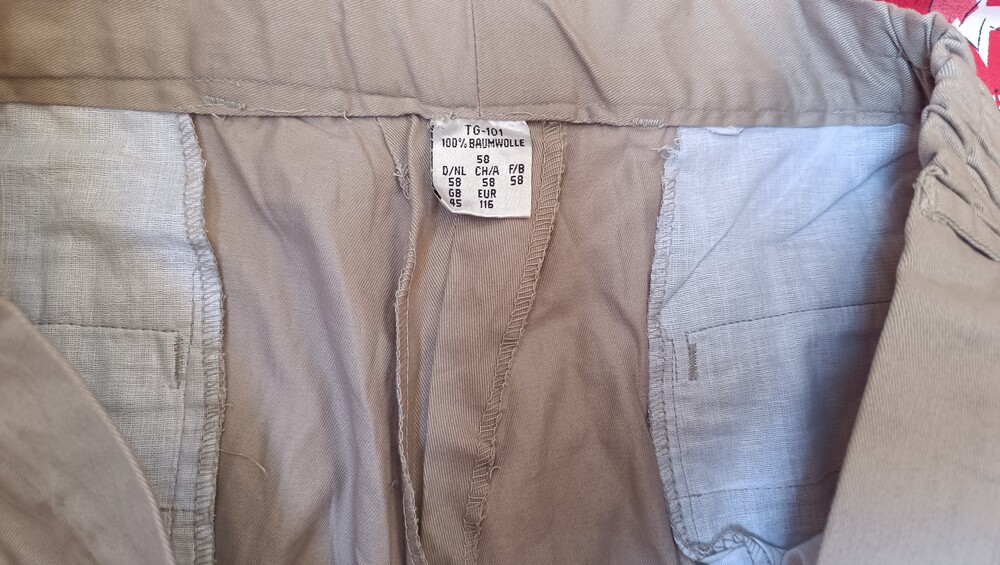 TG-101
100% BAUMWOLLE
58
D/NL CH/A F/B
58 58 58
GB EUR
45 116